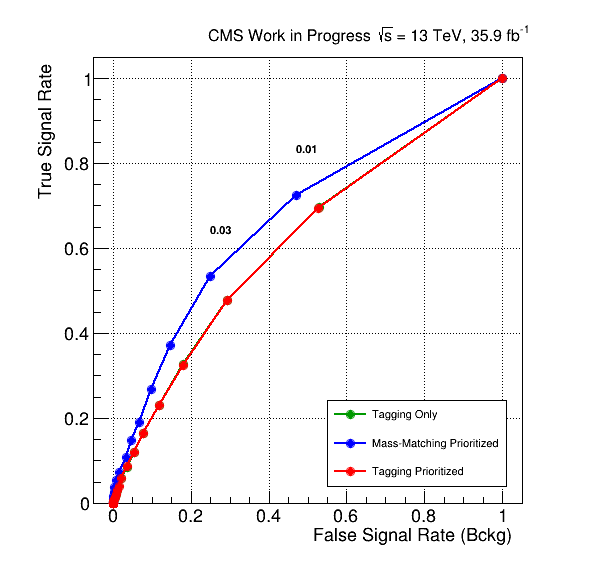 CMS Work in Progress √s = 13 TeV, 35.9 fb⁻¹
True Signal Rate
1
0.8
0.6
0.4
0.2
0
0.01
0.03
Tagging Only
Mass-Matching Prioritized
Tagging Prioritized
0 0.2 0.4 0.6 0.8 1
False Signal Rate (Bckg)